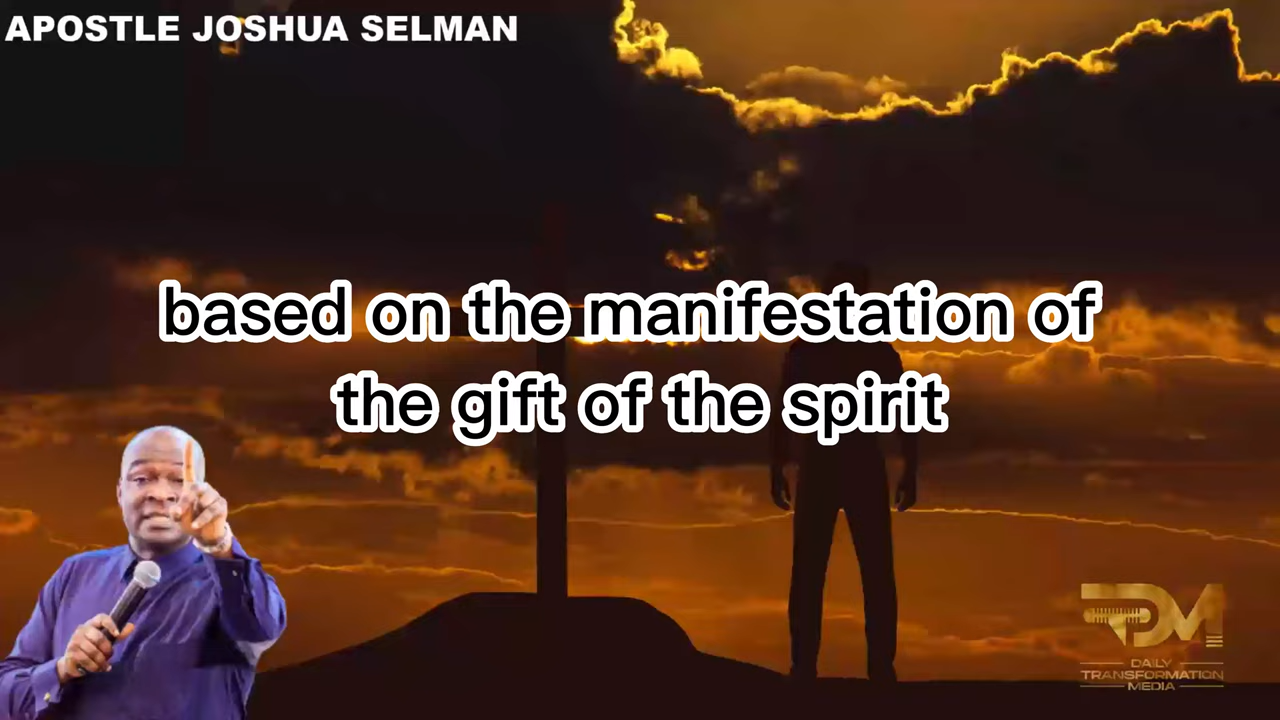 APOSTLE JOSHUA SELMAN
based on the manifestation of
the gift of the spirit
DAILY
TRANSFORMATION
MEDIA